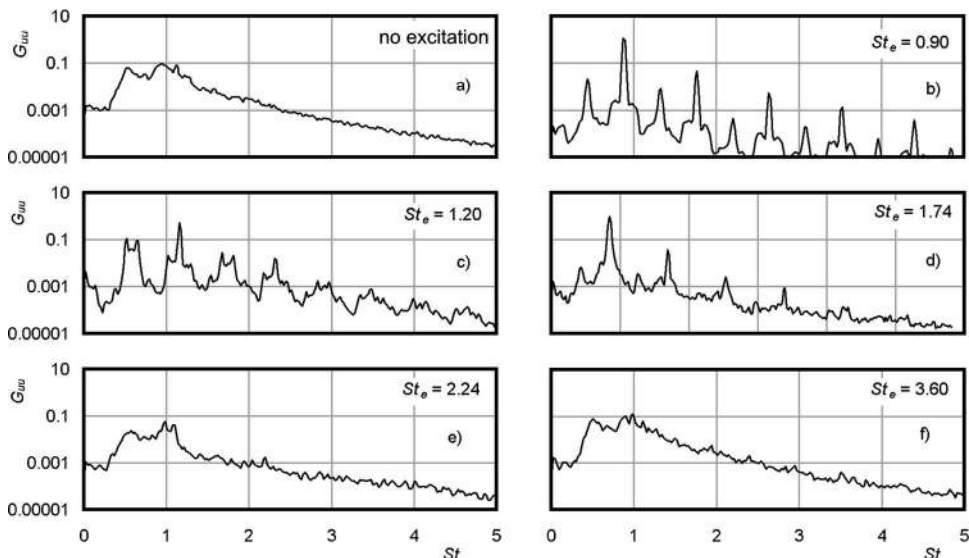 10
0.1
0.001
0.00001
G_uu
no excitation
a)
St_e = 0.90
b)
10
0.1
0.001
0.00001
G_uu
St_e = 1.20
c)
St_e = 1.74
d)
10
0.1
0.001
0.00001
G_uu
St_e = 2.24
e)
St_e = 3.60
f)
0 1 2 3 4 5
St
0 1 2 3 4 5
St